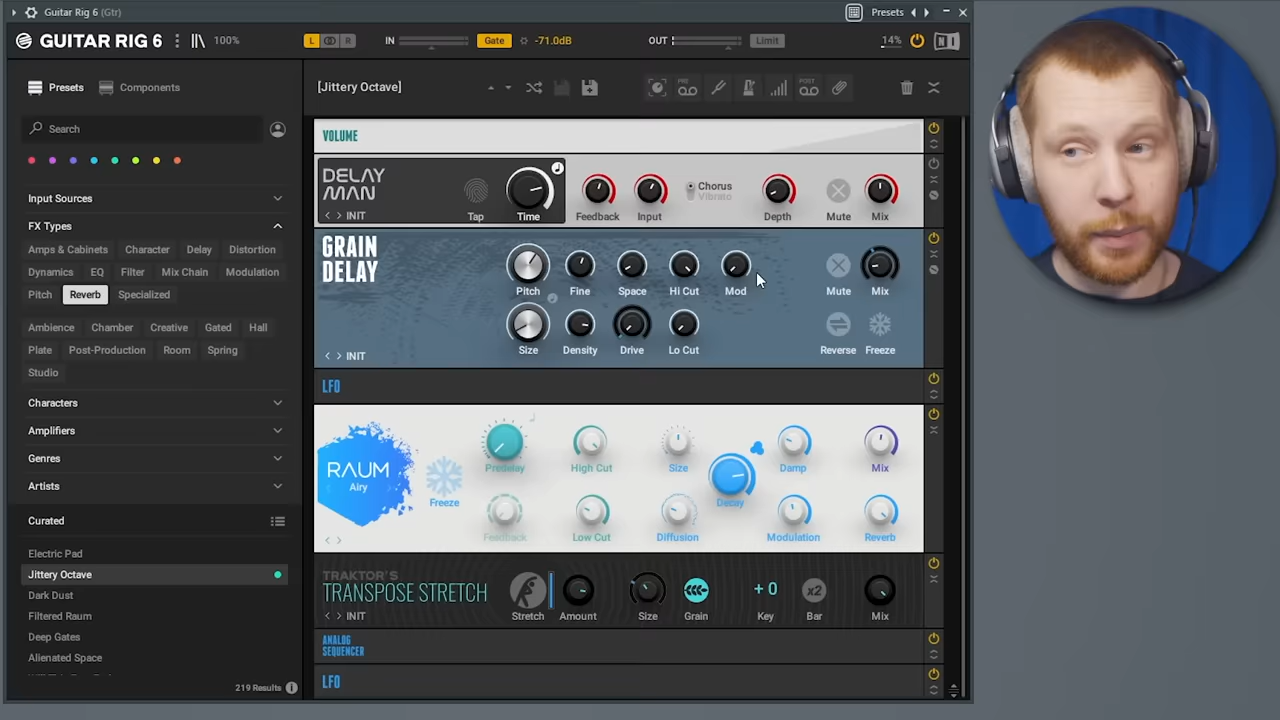 Guitar Rig 6 (Gtr)
Presets
GUITAR RIG 6
100%
L
R
IN
Gate
-71.0dB
OUT
Limit
14%
Presets
Components
[Jittery Octave]
PRE
POST
Search
Input Sources
FX Types
Amps & Cabinets
Character
Delay
Distortion
Dynamics
EQ
Filter
Mix Chain
Modulation
Pitch
Reverb
Specialized
Ambience
Chamber
Creative
Gated
Hall
Plate
Post-Production
Room
Spring
Studio
Characters
Amplifiers
Genres
Artists
Curated
Electric Pad
Jittery Octave
Dark Dust
Filtered Raum
Deep Gates
Alienated Space
219 Results
VOLUME
DELAY
MAN
INIT
Tap
Time
Feedback
Input
Chorus
Vibrato
Depth
Mute
Mix
GRAIN
DELAY
Pitch
Fine
Space
Hi Cut
Mod
Mute
Mix
Size
Density
Drive
Lo Cut
Reverse
Freeze
INIT
LFO
RAUM
Airy
Freeze
Predelay
High Cut
Size
Decay
Damp
Mix
Feedback
Low Cut
Diffusion
Modulation
Reverb
TRAKTOR'S
TRANSPOSE STRETCH
INIT
Stretch
Amount
Size
Grain
+ 0
Key
x2
Bar
Mix
ANALOG
SEQUENCER
LFO